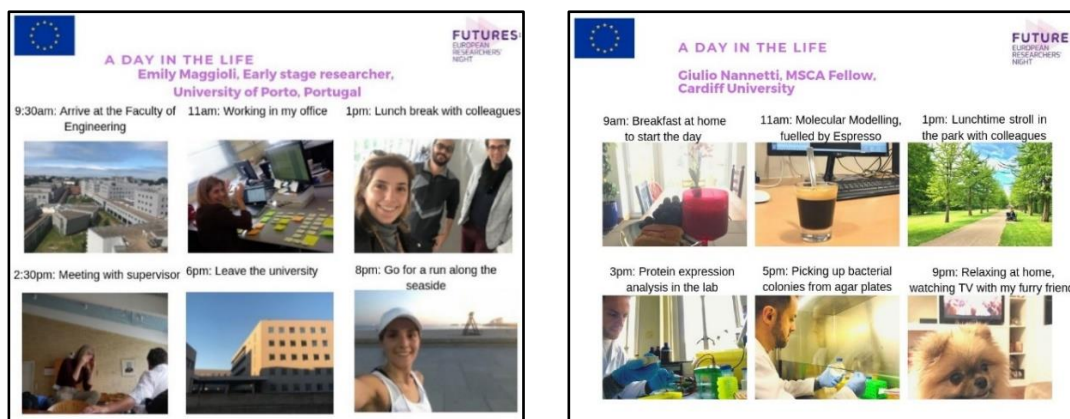 FUTURES
EUROPEAN
RESEARCHERS'
NIGHT
A DAY IN THE LIFE
Emily Maggioli, Early stage researcher,
University of Porto, Portugal
9:30am: Arrive at the Faculty of
Engineering
11am: Working in my office
1pm: Lunch break with colleagues
2:30pm: Meeting with supervisor
6pm: Leave the university
8pm: Go for a run along the
seaside
FUTURE
EUROPEAN
RESEARCHERS'
NIGHT
A DAY IN THE LIFE
Giulio Nannetti, MSCA Fellow,
Cardiff University
9am: Breakfast at home
to start the day
11am: Molecular Modelling,
fuelled by Espresso
1pm: Lunchtime stroll in
the park with colleagues
3pm: Protein expression
analysis in the lab
5pm: Picking up bacterial
colonies from agar plates
9pm: Relaxing at home,
watching TV with my furry friend